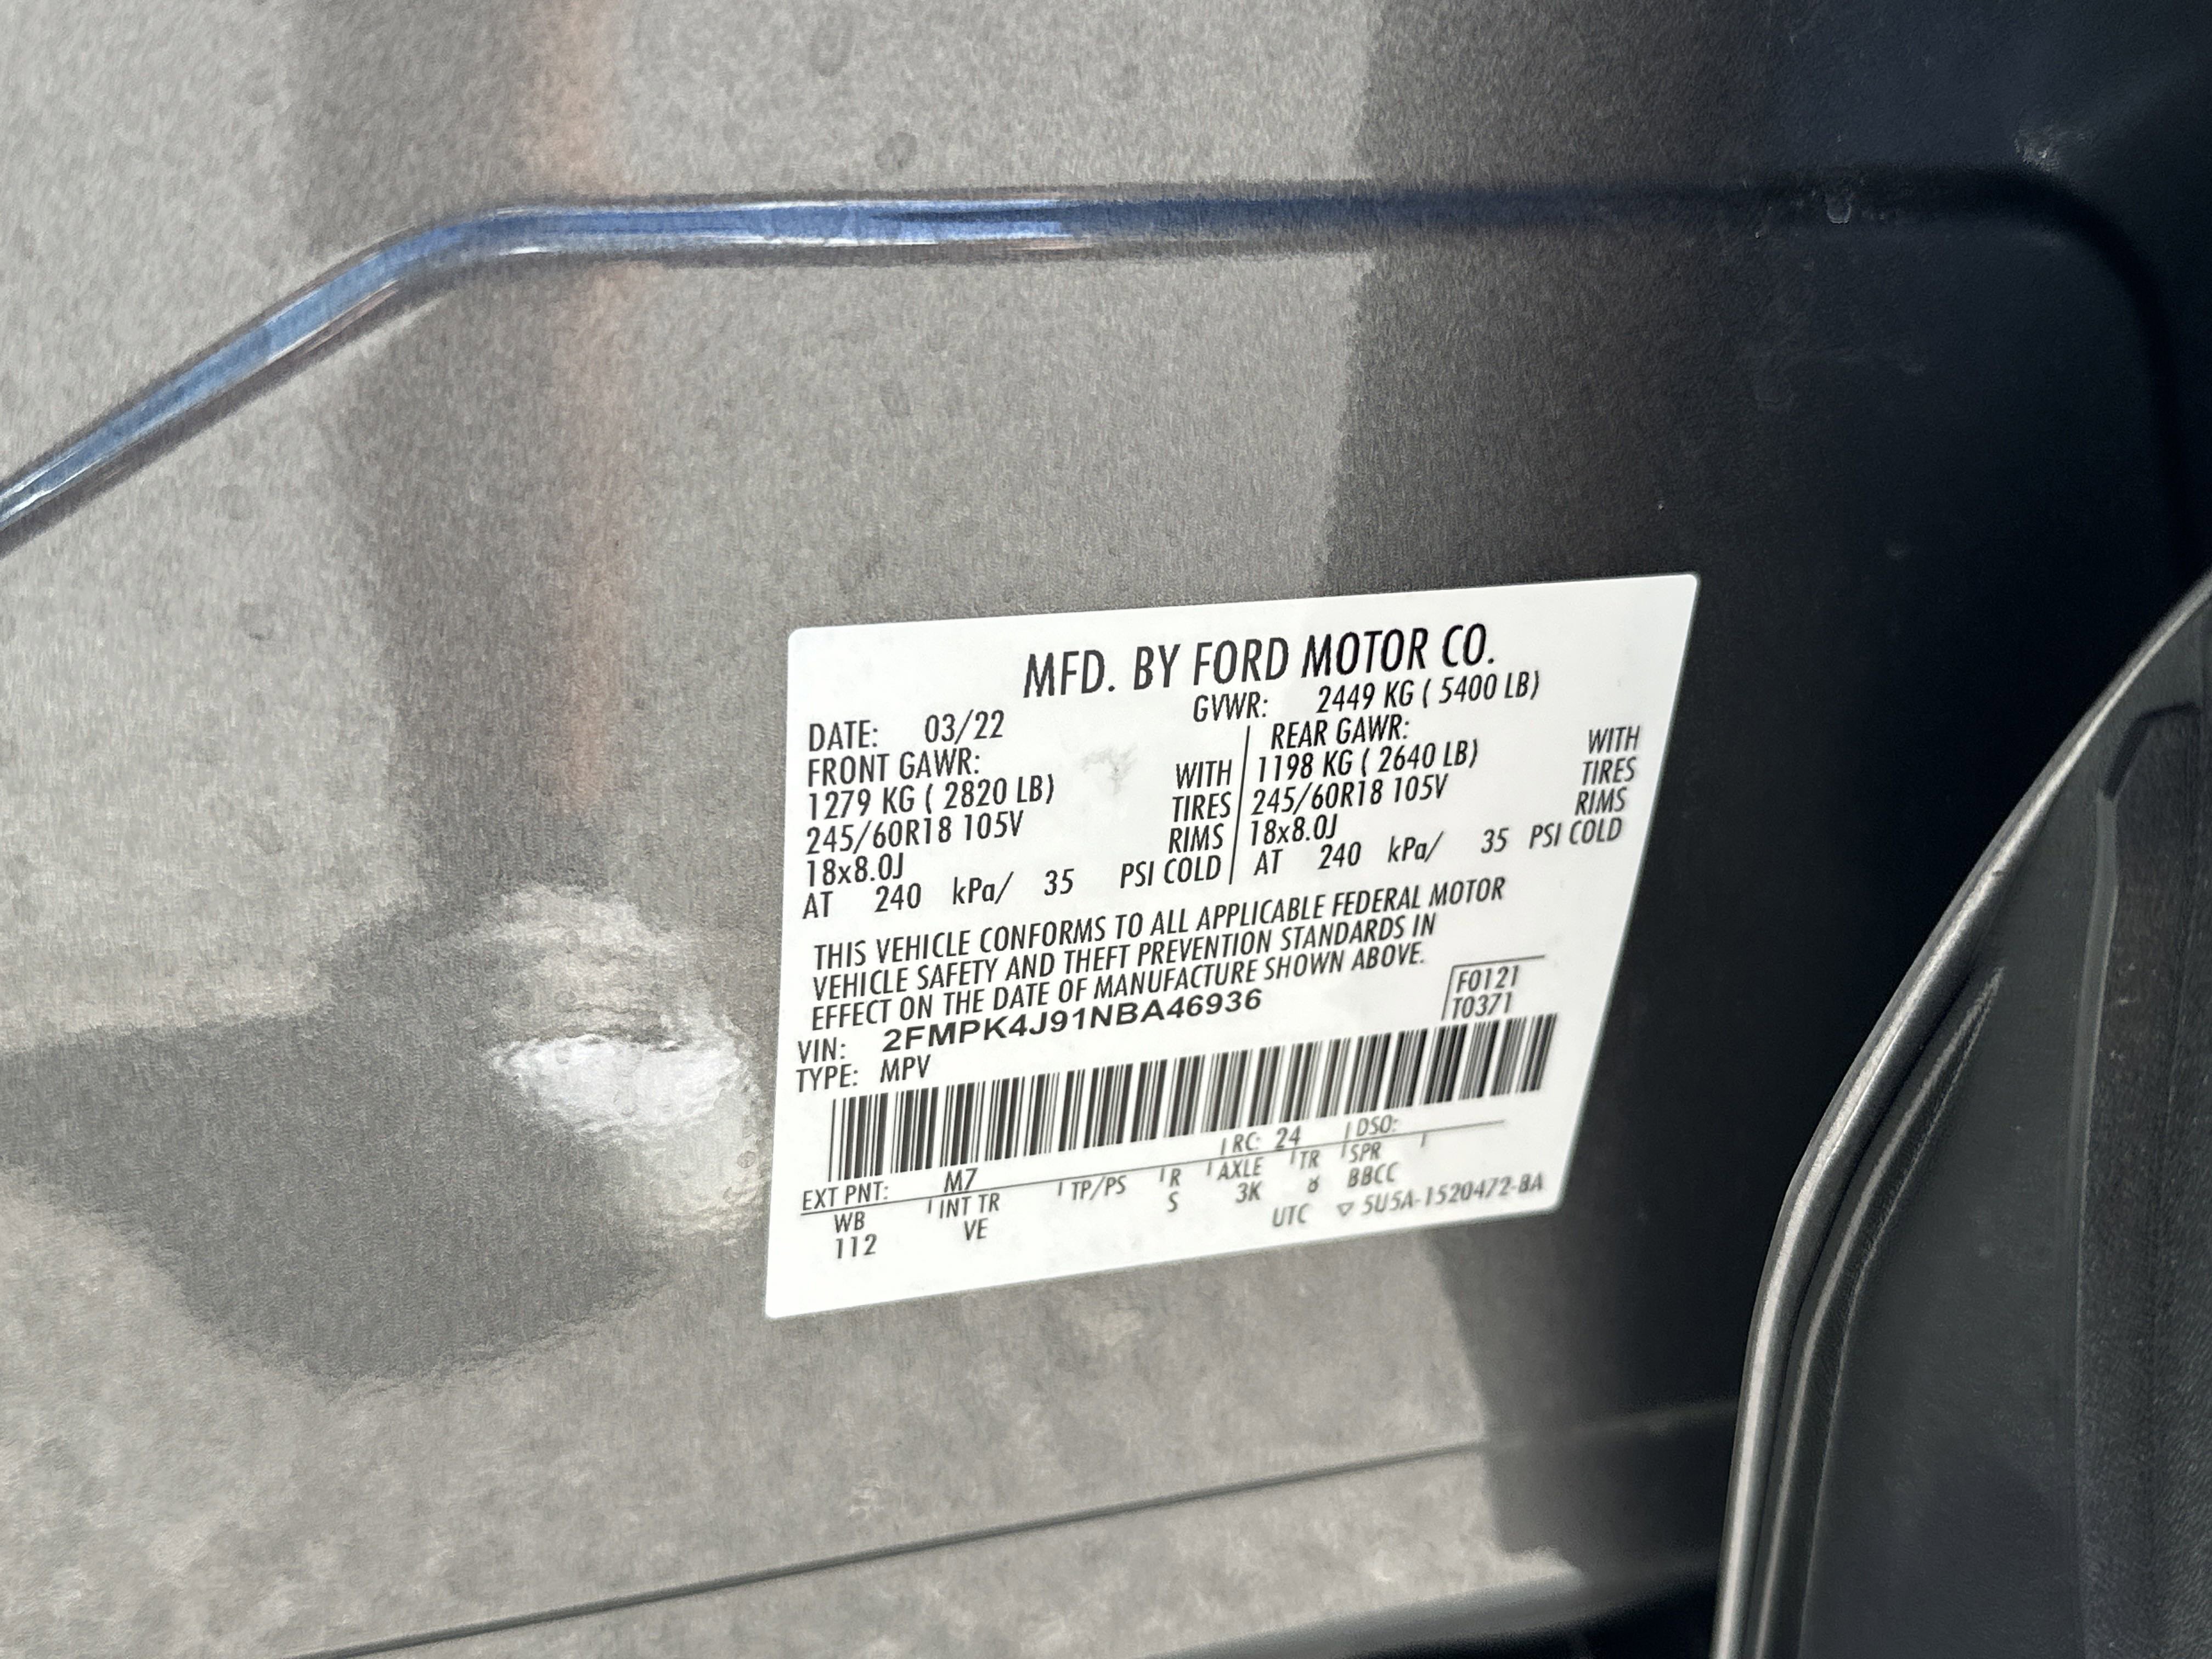 MFD. BY FORD MOTOR CO.
DATE: 03/22 GVWR: 2449 KG ( 5400 LB)
FRONT GAWR: REAR GAWR:
1279 KG ( 2820 LB) WITH 1198 KG ( 2640 LB) WITH
245/60R18 105V TIRES 245/60R18 105V TIRES
18x8.0J RIMS 18x8.0J RIMS
AT 240 kPa/ 35 PSI COLD AT 240 kPa/ 35 PSI COLD
THIS VEHICLE CONFORMS TO ALL APPLICABLE FEDERAL MOTOR
VEHICLE SAFETY AND THEFT PREVENTION STANDARDS IN
EFFECT ON THE DATE OF MANUFACTURE SHOWN ABOVE.
VIN: 2FMPK4J91NBA46936 F0121
TYPE: MPV T0371
EXT PNT: M7 RC: 24 DSO:
WB INT TR TP/PS R AXLE TR SPR
112 VE S 3K BBCC
UTC ▽ 5U5A-1520472-BA